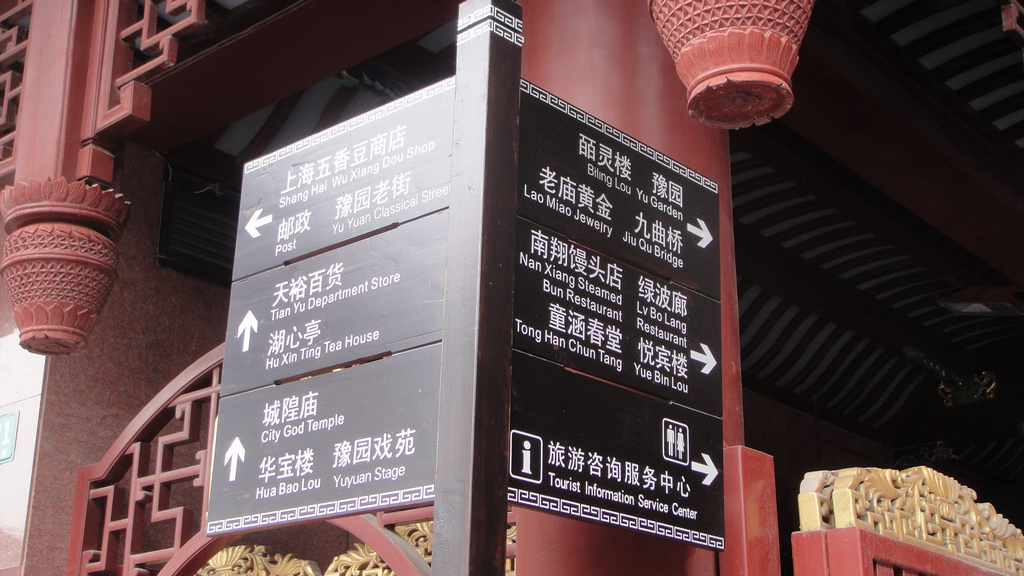 上海五香豆商店
Shang Hai Wu Xiang Dou Shop
邮政 豫园老街
Post Yu Yuan Classical Street
天裕百货
Tian Yu Department Store
湖心亭
Hu Xin Ting Tea House
城隍庙
City God Temple
华宝楼 豫园戏苑
Hua Bao Lou Yuyuan Stage
皕灵楼 豫园
Biling Lou Yu Garden
老庙黄金 九曲桥
Lao Miao Jewelry Jiu Qu Bridge
南翔馒头店 绿波廊
Nan Xiang Steamed Lv Bo Lang
Bun Restaurant Restaurant
童涵春堂 悦宾楼
Tong Han Chun Tang Yue Bin Lou
i 旅游咨询服务中心
Tourist Information Service Center